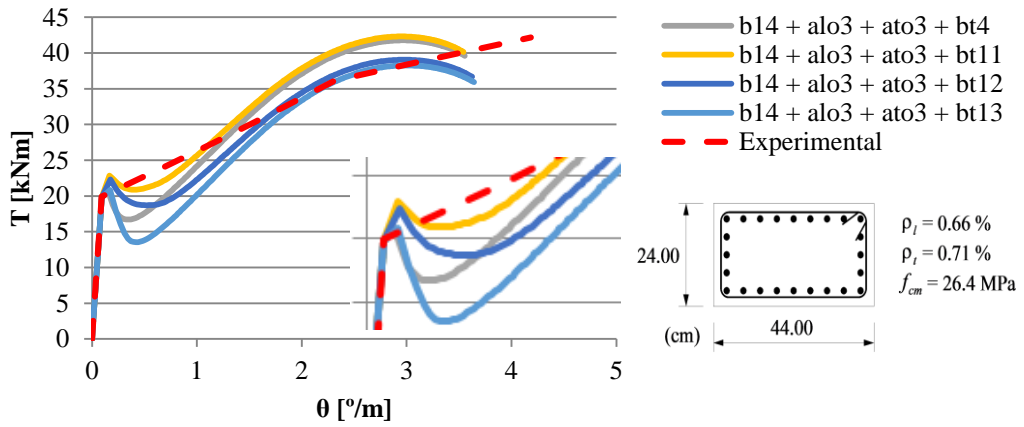 T [kNm]
45
40
35
30
25
20
15
10
5
0
0 1 2 3 4 5
θ [º/m]
b14 + alo3 + ato3 + bt4
b14 + alo3 + ato3 + bt11
b14 + alo3 + ato3 + bt12
b14 + alo3 + ato3 + bt13
Experimental
24.00
(cm)
44.00
ρl = 0.66 %
ρt = 0.71 %
fcm = 26.4 MPa